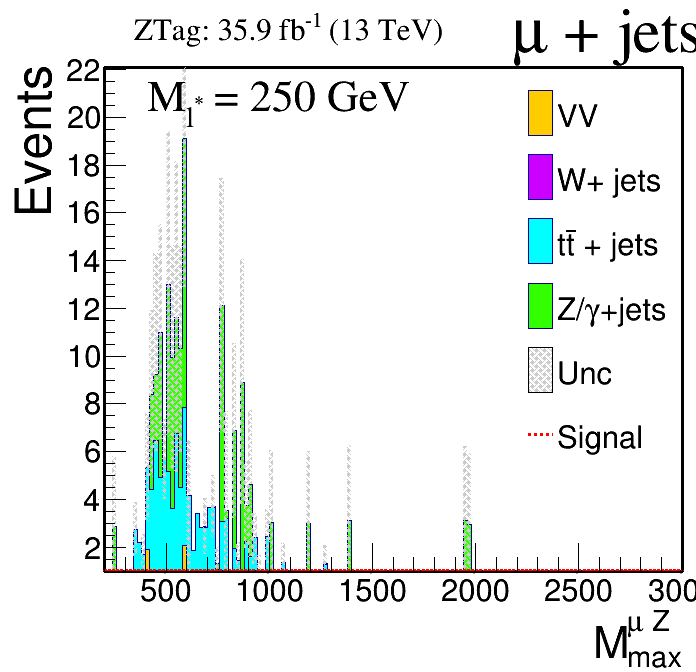 ZTag: 35.9 fb⁻¹ (13 TeV)
μ + jets
Events
M_l* = 250 GeV
VV
W+ jets
tt̄ + jets
Z/γ+jets
Unc
Signal
22
20
18
16
14
12
10
8
6
4
2
500 1000 1500 2000 2500 300
M_max^μ Z